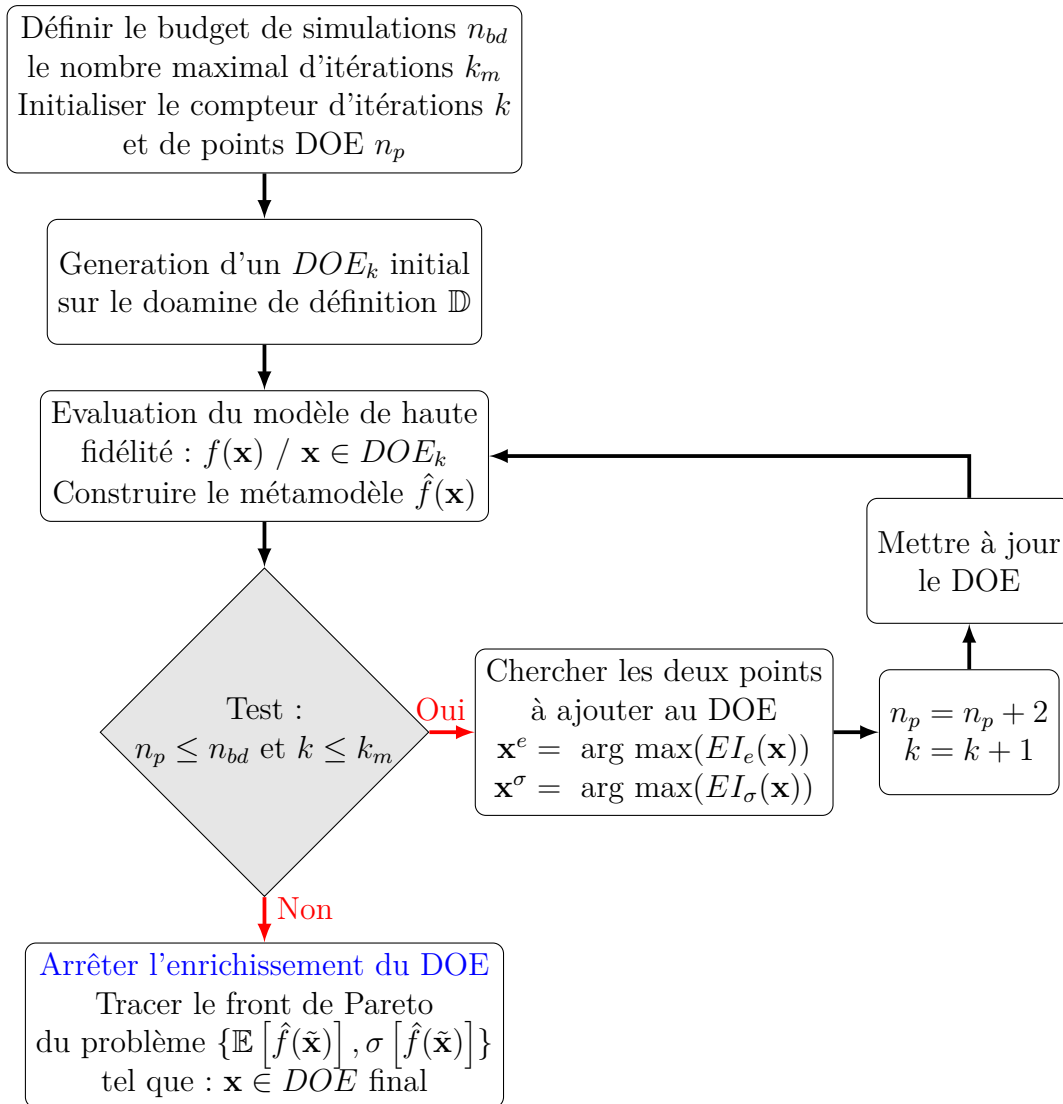 Définir le budget de simulations n_{bd}
le nombre maximal d'itérations k_m
Initialiser le compteur d'itérations k
et de points DOE n_p
Generation d'un DOE_k initial
sur le doamine de définition 𝔻
Evaluation du modèle de haute
fidélité : f(𝐱) / 𝐱 ∈ DOE_k
Construire le métamodèle f̂(𝐱)
Test :
n_p ≤ n_{bd} et k ≤ k_m
Oui
Chercher les deux points
à ajouter au DOE
𝐱^e = arg max(EI_e(𝐱))
𝐱^σ = arg max(EI_σ(𝐱))
n_p = n_p + 2
k = k + 1
Mettre à jour
le DOE
Non
Arrêter l'enrichissement du DOE
Tracer le front de Pareto
du problème {𝔼[f̂(𝐱̃)], σ[f̂(𝐱̃)]}
tel que : 𝐱 ∈ DOE final